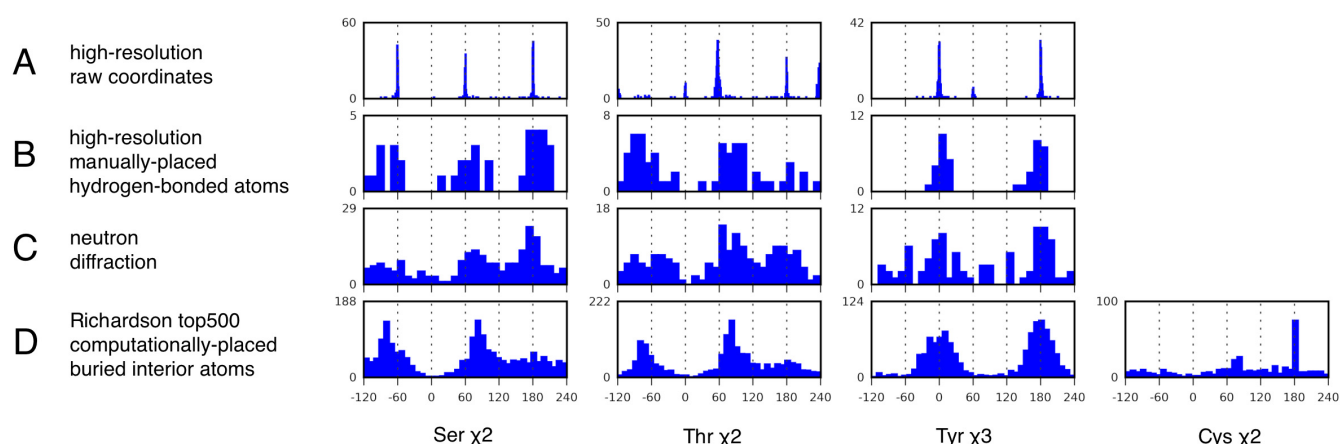 A
high-resolution
raw coordinates
60
0
50
0
42
0
B
high-resolution
manually-placed
hydrogen-bonded atoms
5
0
8
0
12
0
C
neutron
diffraction
29
0
18
0
12
0
D
Richardson top500
computationally-placed
buried interior atoms
188
0
222
0
124
0
100
0
-120 -60 0 60 120 180 240
-120 -60 0 60 120 180 240
-120 -60 0 60 120 180 240
-120 -60 0 60 120 180 240
Ser χ2
Thr χ2
Tyr χ3
Cys χ2